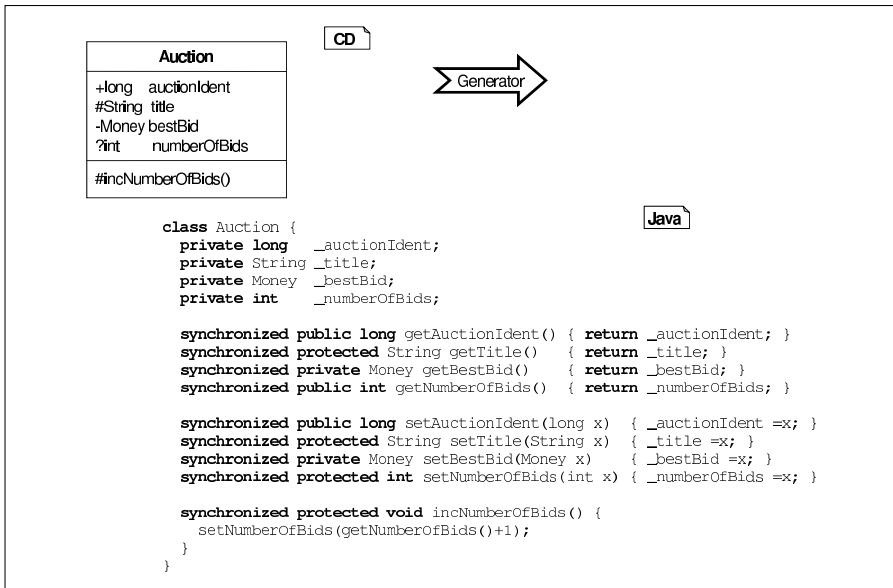 CD
Auction
+long auctionIdent
#String title
-Money bestBid
?int numberOfBids
#incNumberOfBids()
Generator
Java
class Auction {
private long _auctionIdent;
private String _title;
private Money _bestBid;
private int _numberOfBids;
synchronized public long getAuctionIdent() { return _auctionIdent; }
synchronized protected String getTitle() { return _title; }
synchronized private Money getBestBid() { return _bestBid; }
synchronized public int getNumberOfBids() { return _numberOfBids; }
synchronized public long setAuctionIdent(long x) { _auctionIdent =x; }
synchronized protected String setTitle(String x) { _title =x; }
synchronized private Money setBestBid(Money x) { _bestBid =x; }
synchronized protected int setNumberOfBids(int x) { _numberOfBids =x; }
synchronized protected void incNumberOfBids() {
setNumberOfBids(getNumberOfBids()+1);
}
}